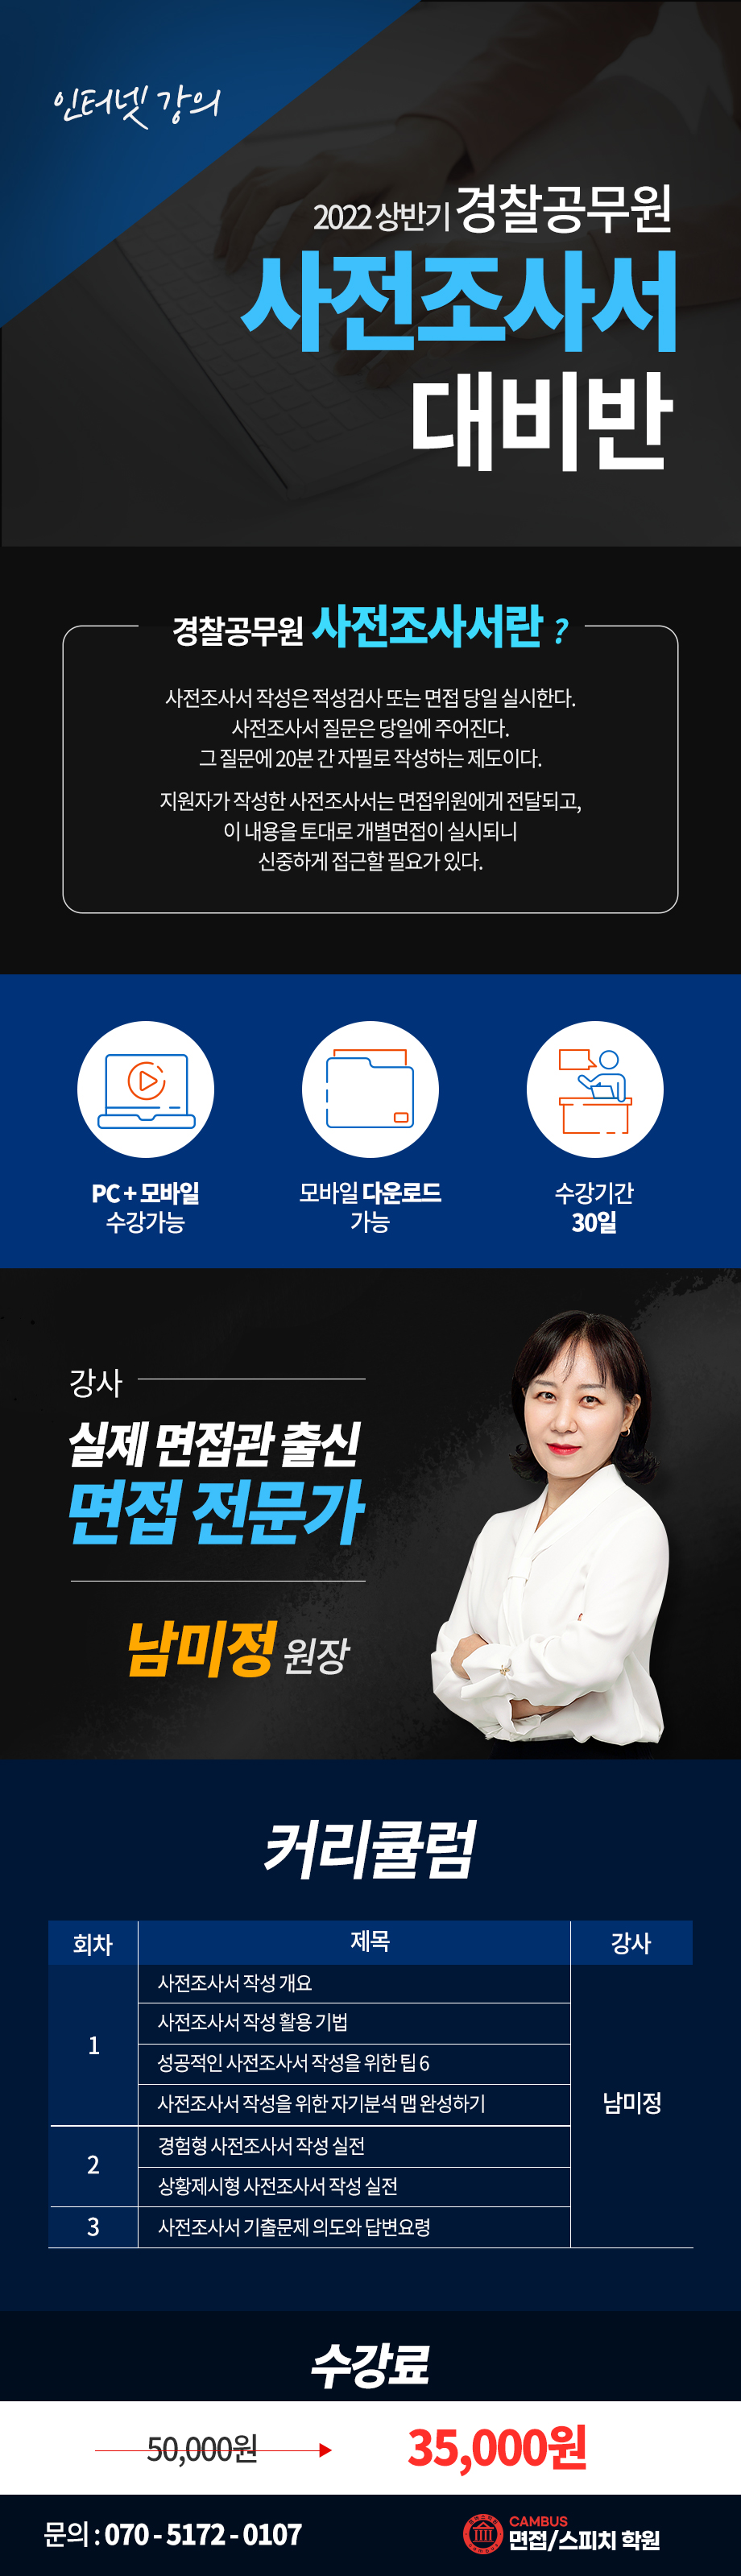 인터넷 강의
2022 상반기 경찰공무원
사전조사서
대비반
경찰공무원 사전조사서란 ?
사전조사서 작성은 적성검사 또는 면접 당일 실시한다.
사전조사서 질문은 당일에 주어진다.
그 질문에 20분 간 자필로 작성하는 제도이다.
지원자가 작성한 사전조사서는 면접위원에게 전달되고,
이 내용을 토대로 개별면접이 실시되니
신중하게 접근할 필요가 있다.
PC + 모바일
수강가능
모바일 다운로드
가능
수강기간
30일
강사
실제 면접관 출신
면접 전문가
남미정 원장
커리큘럼
회차 제목 강사
1
사전조사서 작성 개요
사전조사서 작성 활용 기법
성공적인 사전조사서 작성을 위한 팁 6
사전조사서 작성을 위한 자기분석 맵 완성하기
남미정
2
경험형 사전조사서 작성 실전
상황제시형 사전조사서 작성 실전
3 사전조사서 기출문제 의도와 답변요령
수강료
50,000원 35,000원
문의 : 070 - 5172 - 0107
CAMBUS
면접/스피치 학원